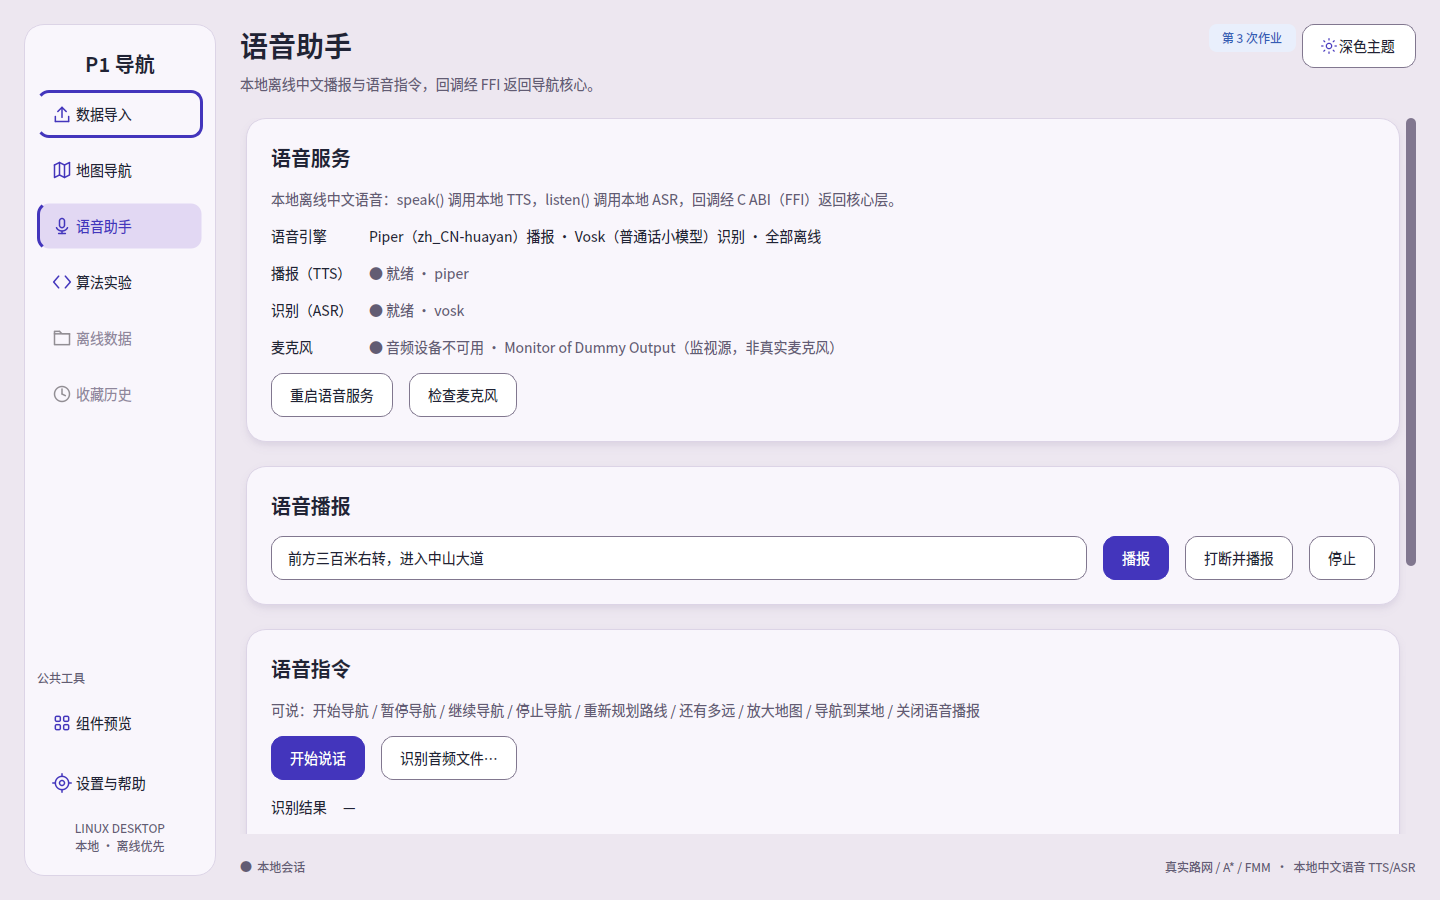 P1 导航
数据导入
地图导航
语音助手
算法实验
离线数据
收藏历史
公共工具
组件预览
设置与帮助
LINUX DESKTOP
本地 · 离线优先
语音助手
本地离线中文播报与语音指令，回调经 FFI 返回导航核心。
第 3 次作业
深色主题
语音服务
本地离线中文语音：speak() 调用本地 TTS，listen() 调用本地 ASR，回调经 C ABI（FFI）返回核心层。
语音引擎 Piper（zh_CN-huayan）播报 · Vosk（普通话小模型）识别 · 全部离线
播报（TTS） ● 就绪 · piper
识别（ASR） ● 就绪 · vosk
麦克风 ● 音频设备不可用 · Monitor of Dummy Output（监视源，非真实麦克风）
重启语音服务 检查麦克风
语音播报
前方三百米右转，进入中山大道 播报 打断并播报 停止
语音指令
可说：开始导航 / 暂停导航 / 继续导航 / 停止导航 / 重新规划路线 / 还有多远 / 放大地图 / 导航到某地 / 关闭语音播报
开始说话 识别音频文件…
识别结果 —
● 本地会话
真实路网 / A* / FMM · 本地中文语音 TTS/ASR